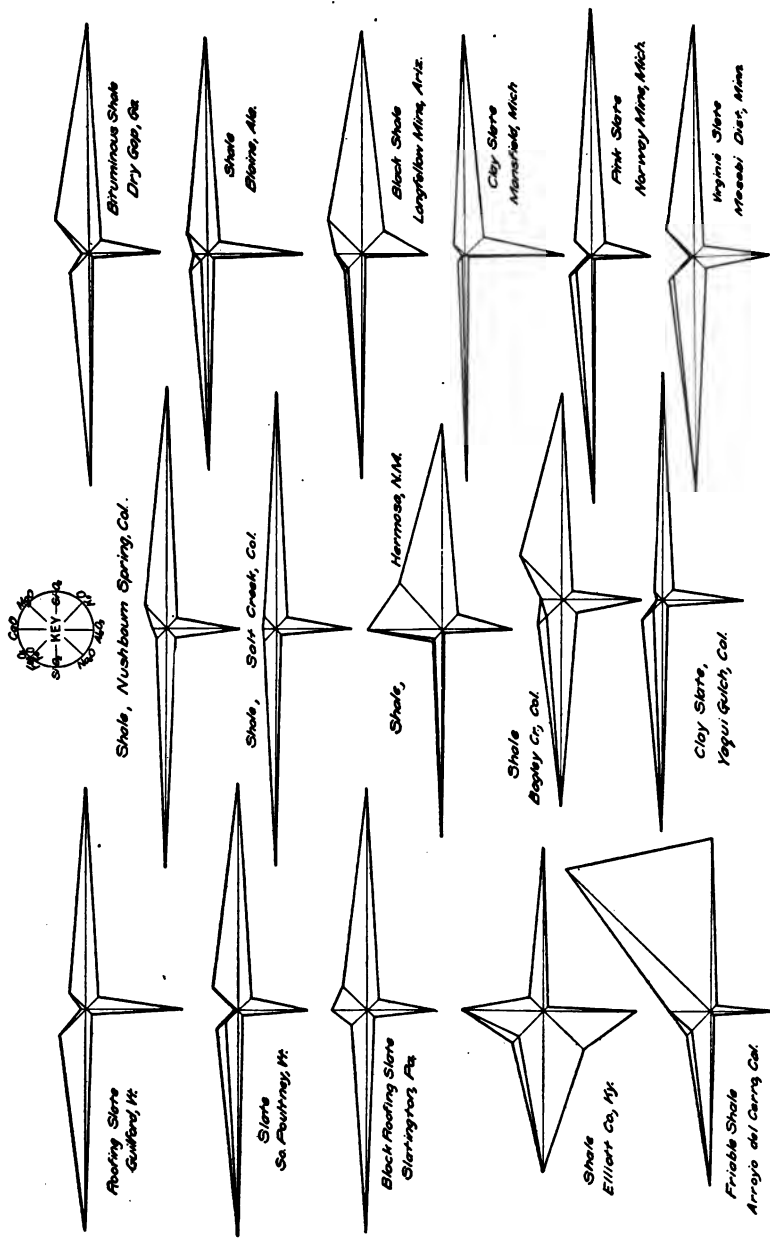 Roofing Slate
Guilford, Vt.
Slate
So. Poultney, Vt.
Black Roofing Slate
Slatington, Pa.
Shale
Elliott Co, Ky.
Friable Shale
Arroyo del Carro, Cal.
CaO
MgO
SiO₂ KEY SiO₂
Na₂O
K₂O
Al₂O₃
Shale, Nushbaum Spring, Col.
Shale, Salt Creek, Col.
Shale, Hermosa, N.M.
Shale
Bagley Cr, Cal.
Clay Slate,
Yaqui Gulch, Cal.
Bituminous Shale
Dry Gap, Ga.
Shale
Blaine, Ala.
Black Shale
Longfellow Mine, Ariz.
Clay Slate
Mansfield, Mich
Pink Slate
Norway Mine, Mich.
Virginia Slate
Mesabi Dist, Minn.